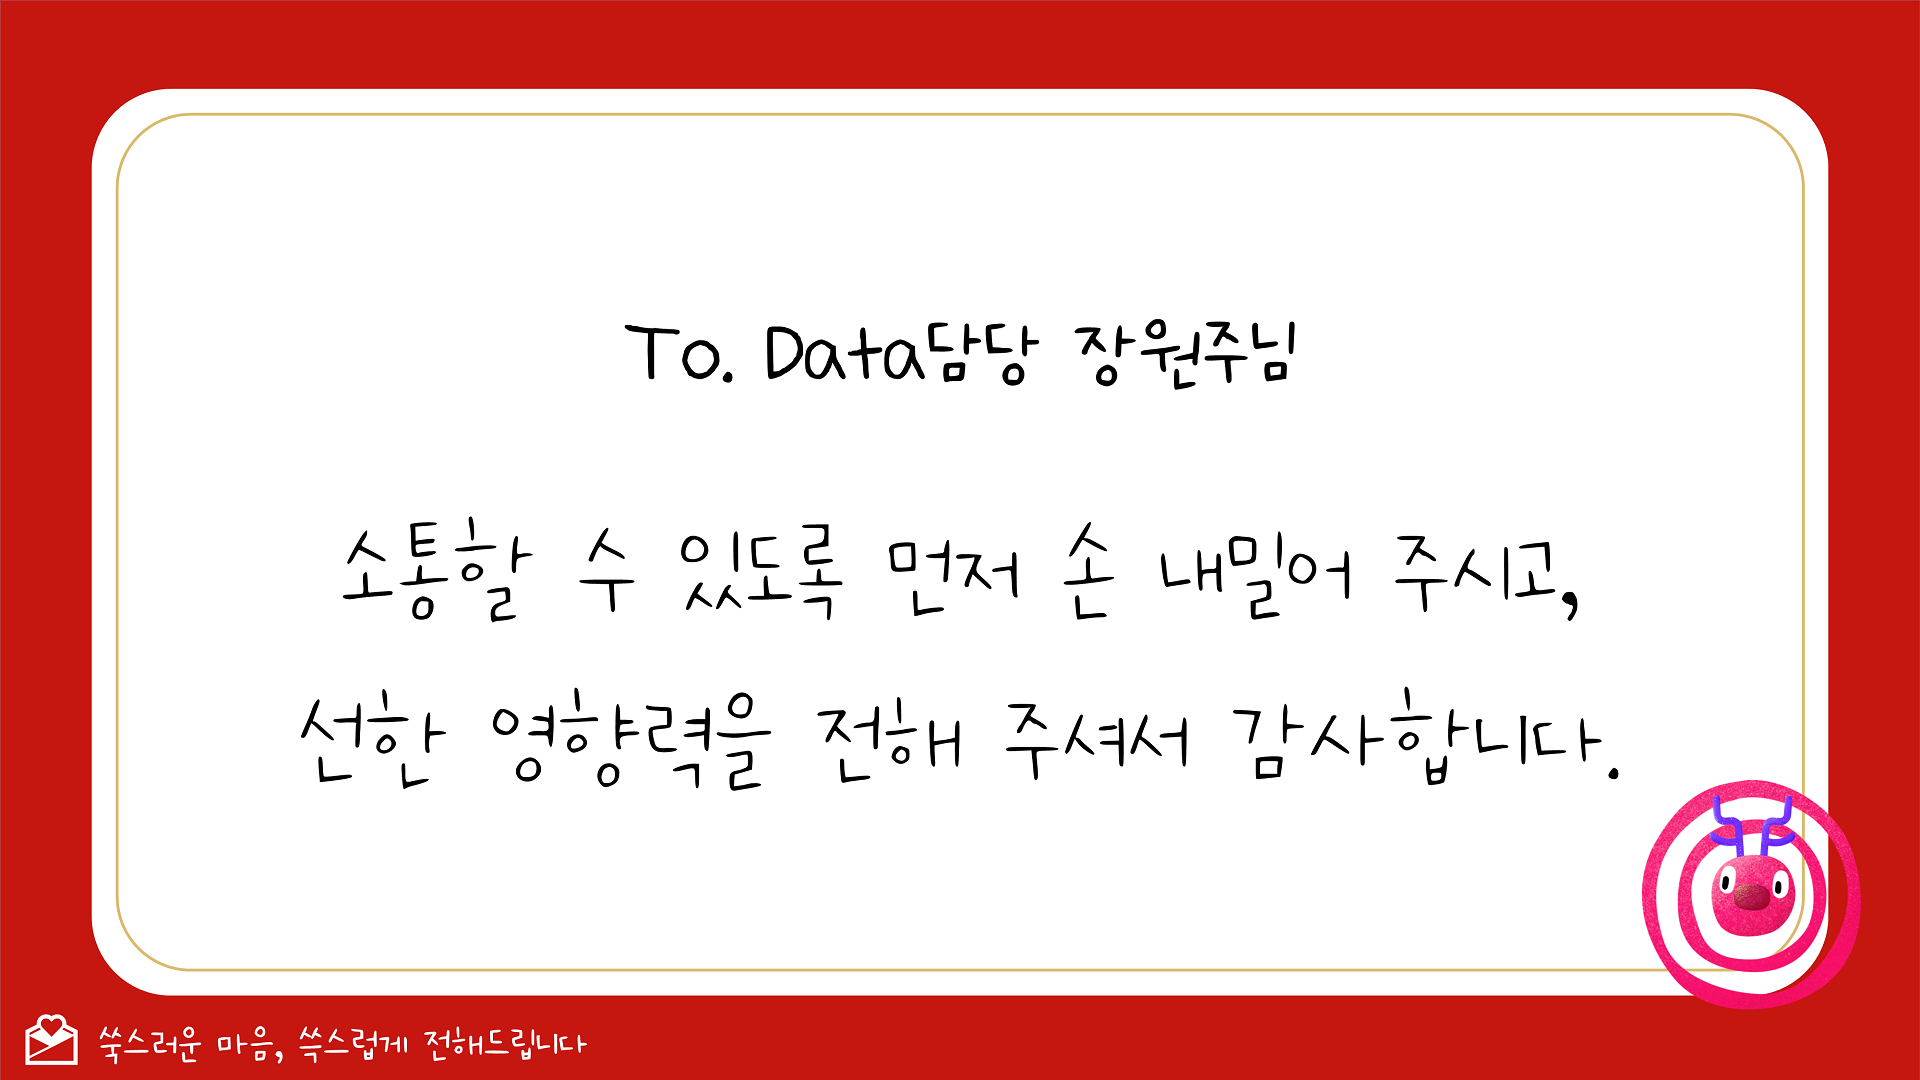 To. Data담당 장원주님
소통할 수 있도록 먼저 손 내밀어 주시고,
선한 영향력을 전해 주셔서 감사합니다.
쑥스러운 마음, 쓱스럽게 전해드립니다